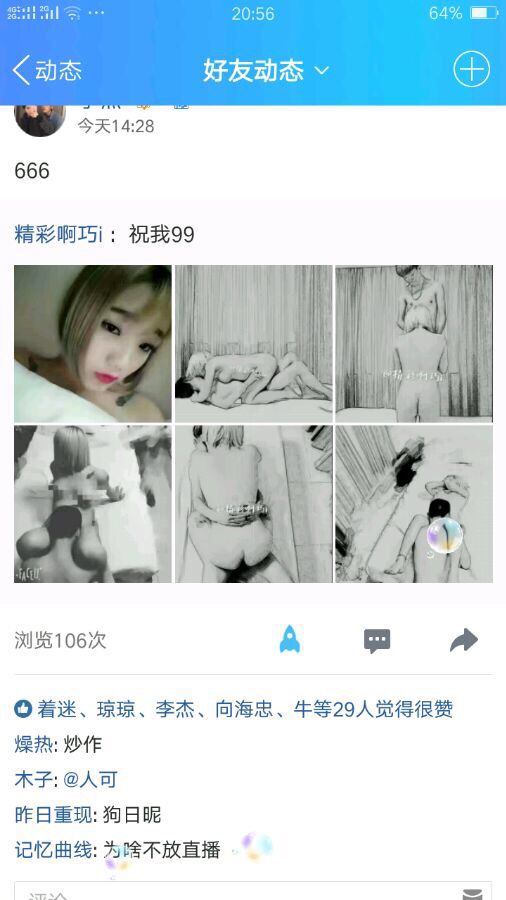 20:56
64%
动态
好友动态
今天14:28
666
精彩啊巧i：祝我99
浏览106次
着迷、琼琼、李杰、向海忠、牛等29人觉得很赞
燥热: 炒作
木子: @人可
昨日重现: 狗日昵
记忆曲线: 为啥不放直播
评论